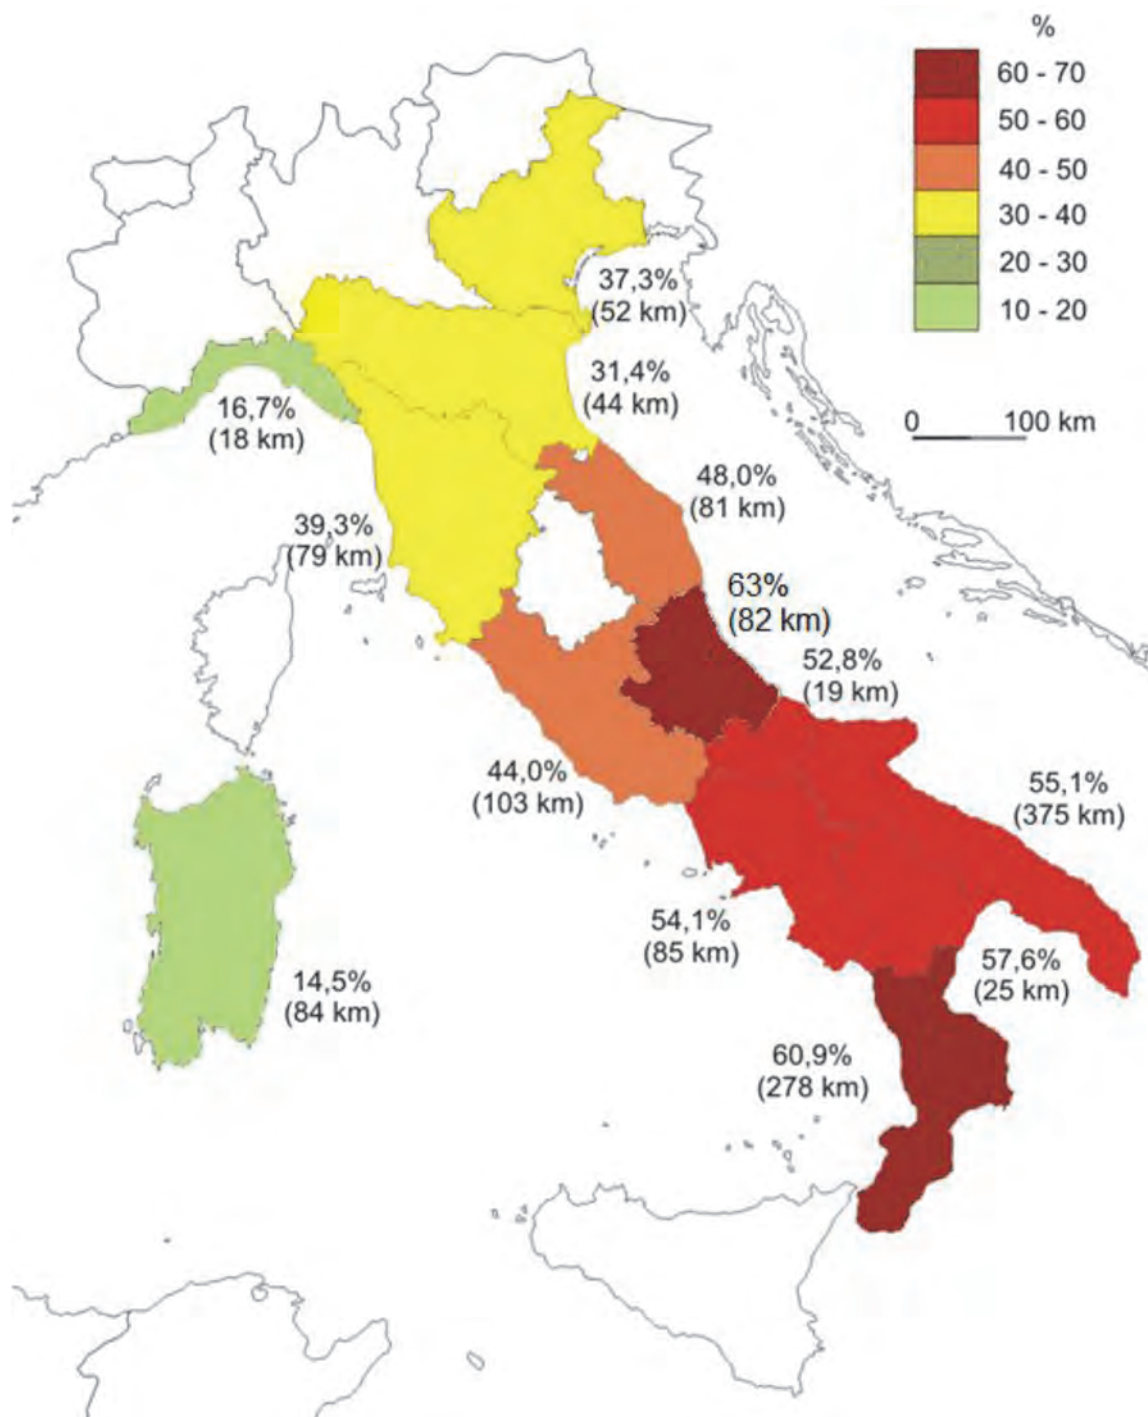 %
60 - 70
50 - 60
40 - 50
30 - 40
20 - 30
10 - 20
0 100 km
37,3%
(52 km)
31,4%
(44 km)
16,7%
(18 km)
48,0%
(81 km)
39,3%
(79 km)
63%
(82 km)
52,8%
(19 km)
44,0%
(103 km)
55,1%
(375 km)
54,1%
(85 km)
57,6%
(25 km)
14,5%
(84 km)
60,9%
(278 km)